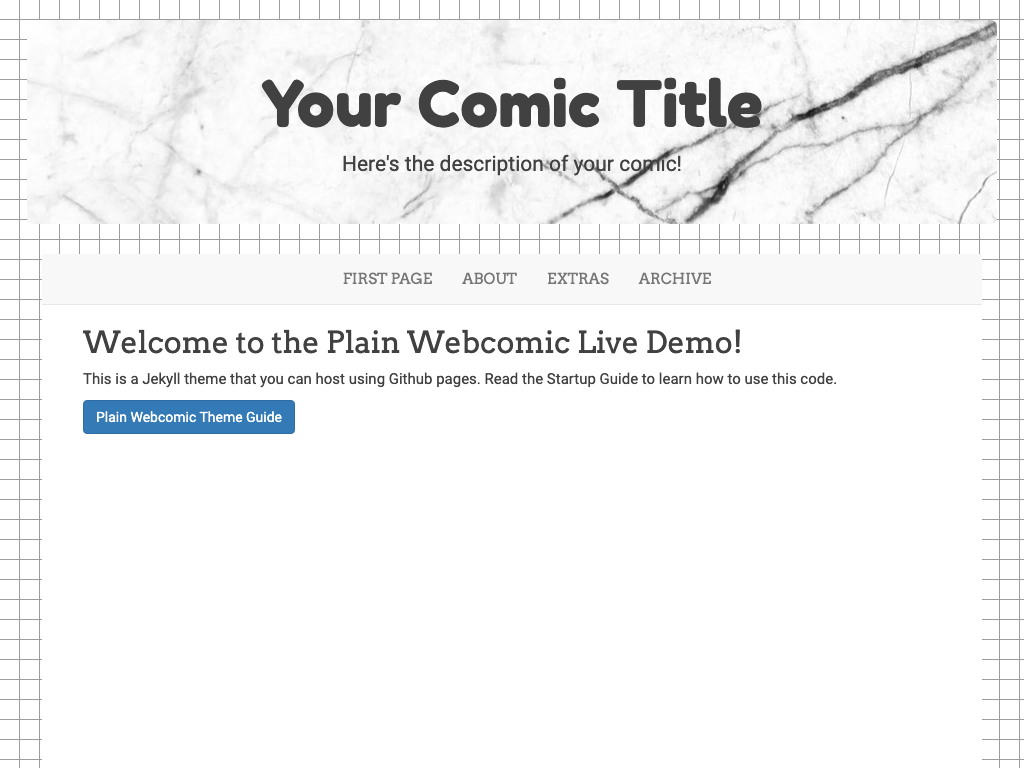 Your Comic Title
Here's the description of your comic!
FIRST PAGE ABOUT EXTRAS ARCHIVE
Welcome to the Plain Webcomic Live Demo!
This is a Jekyll theme that you can host using Github pages. Read the Startup Guide to learn how to use this code.
Plain Webcomic Theme Guide